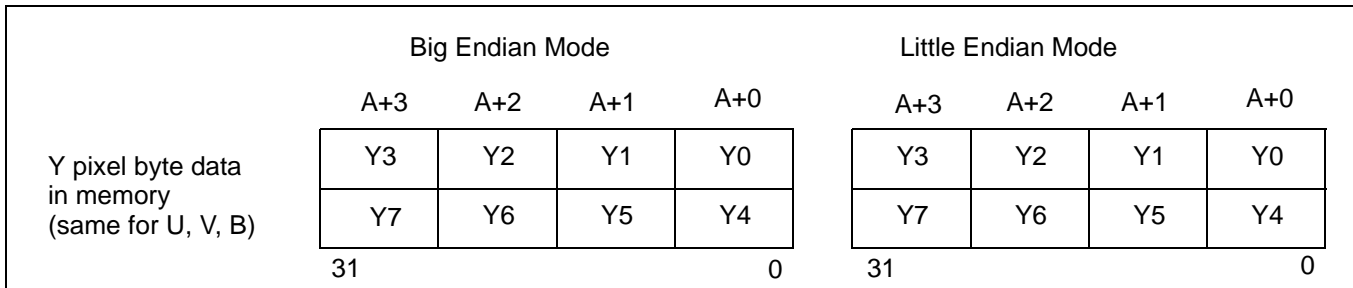 Big Endian Mode Little Endian Mode
A+3 A+2 A+1 A+0 A+3 A+2 A+1 A+0
Y pixel byte data
in memory
(same for U, V, B)
Y3 Y2 Y1 Y0 Y3 Y2 Y1 Y0
Y7 Y6 Y5 Y4 Y7 Y6 Y5 Y4
31 0 31 0